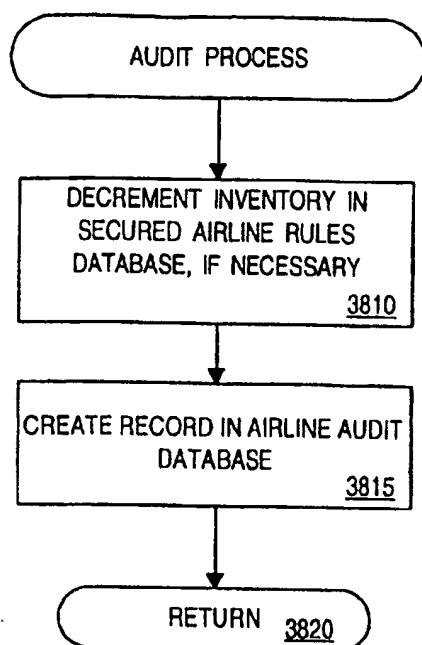 AUDIT PROCESS
DECREMENT INVENTORY IN
SECURED AIRLINE RULES
DATABASE, IF NECESSARY
3810
CREATE RECORD IN AIRLINE AUDIT
DATABASE
3815
RETURN 3820